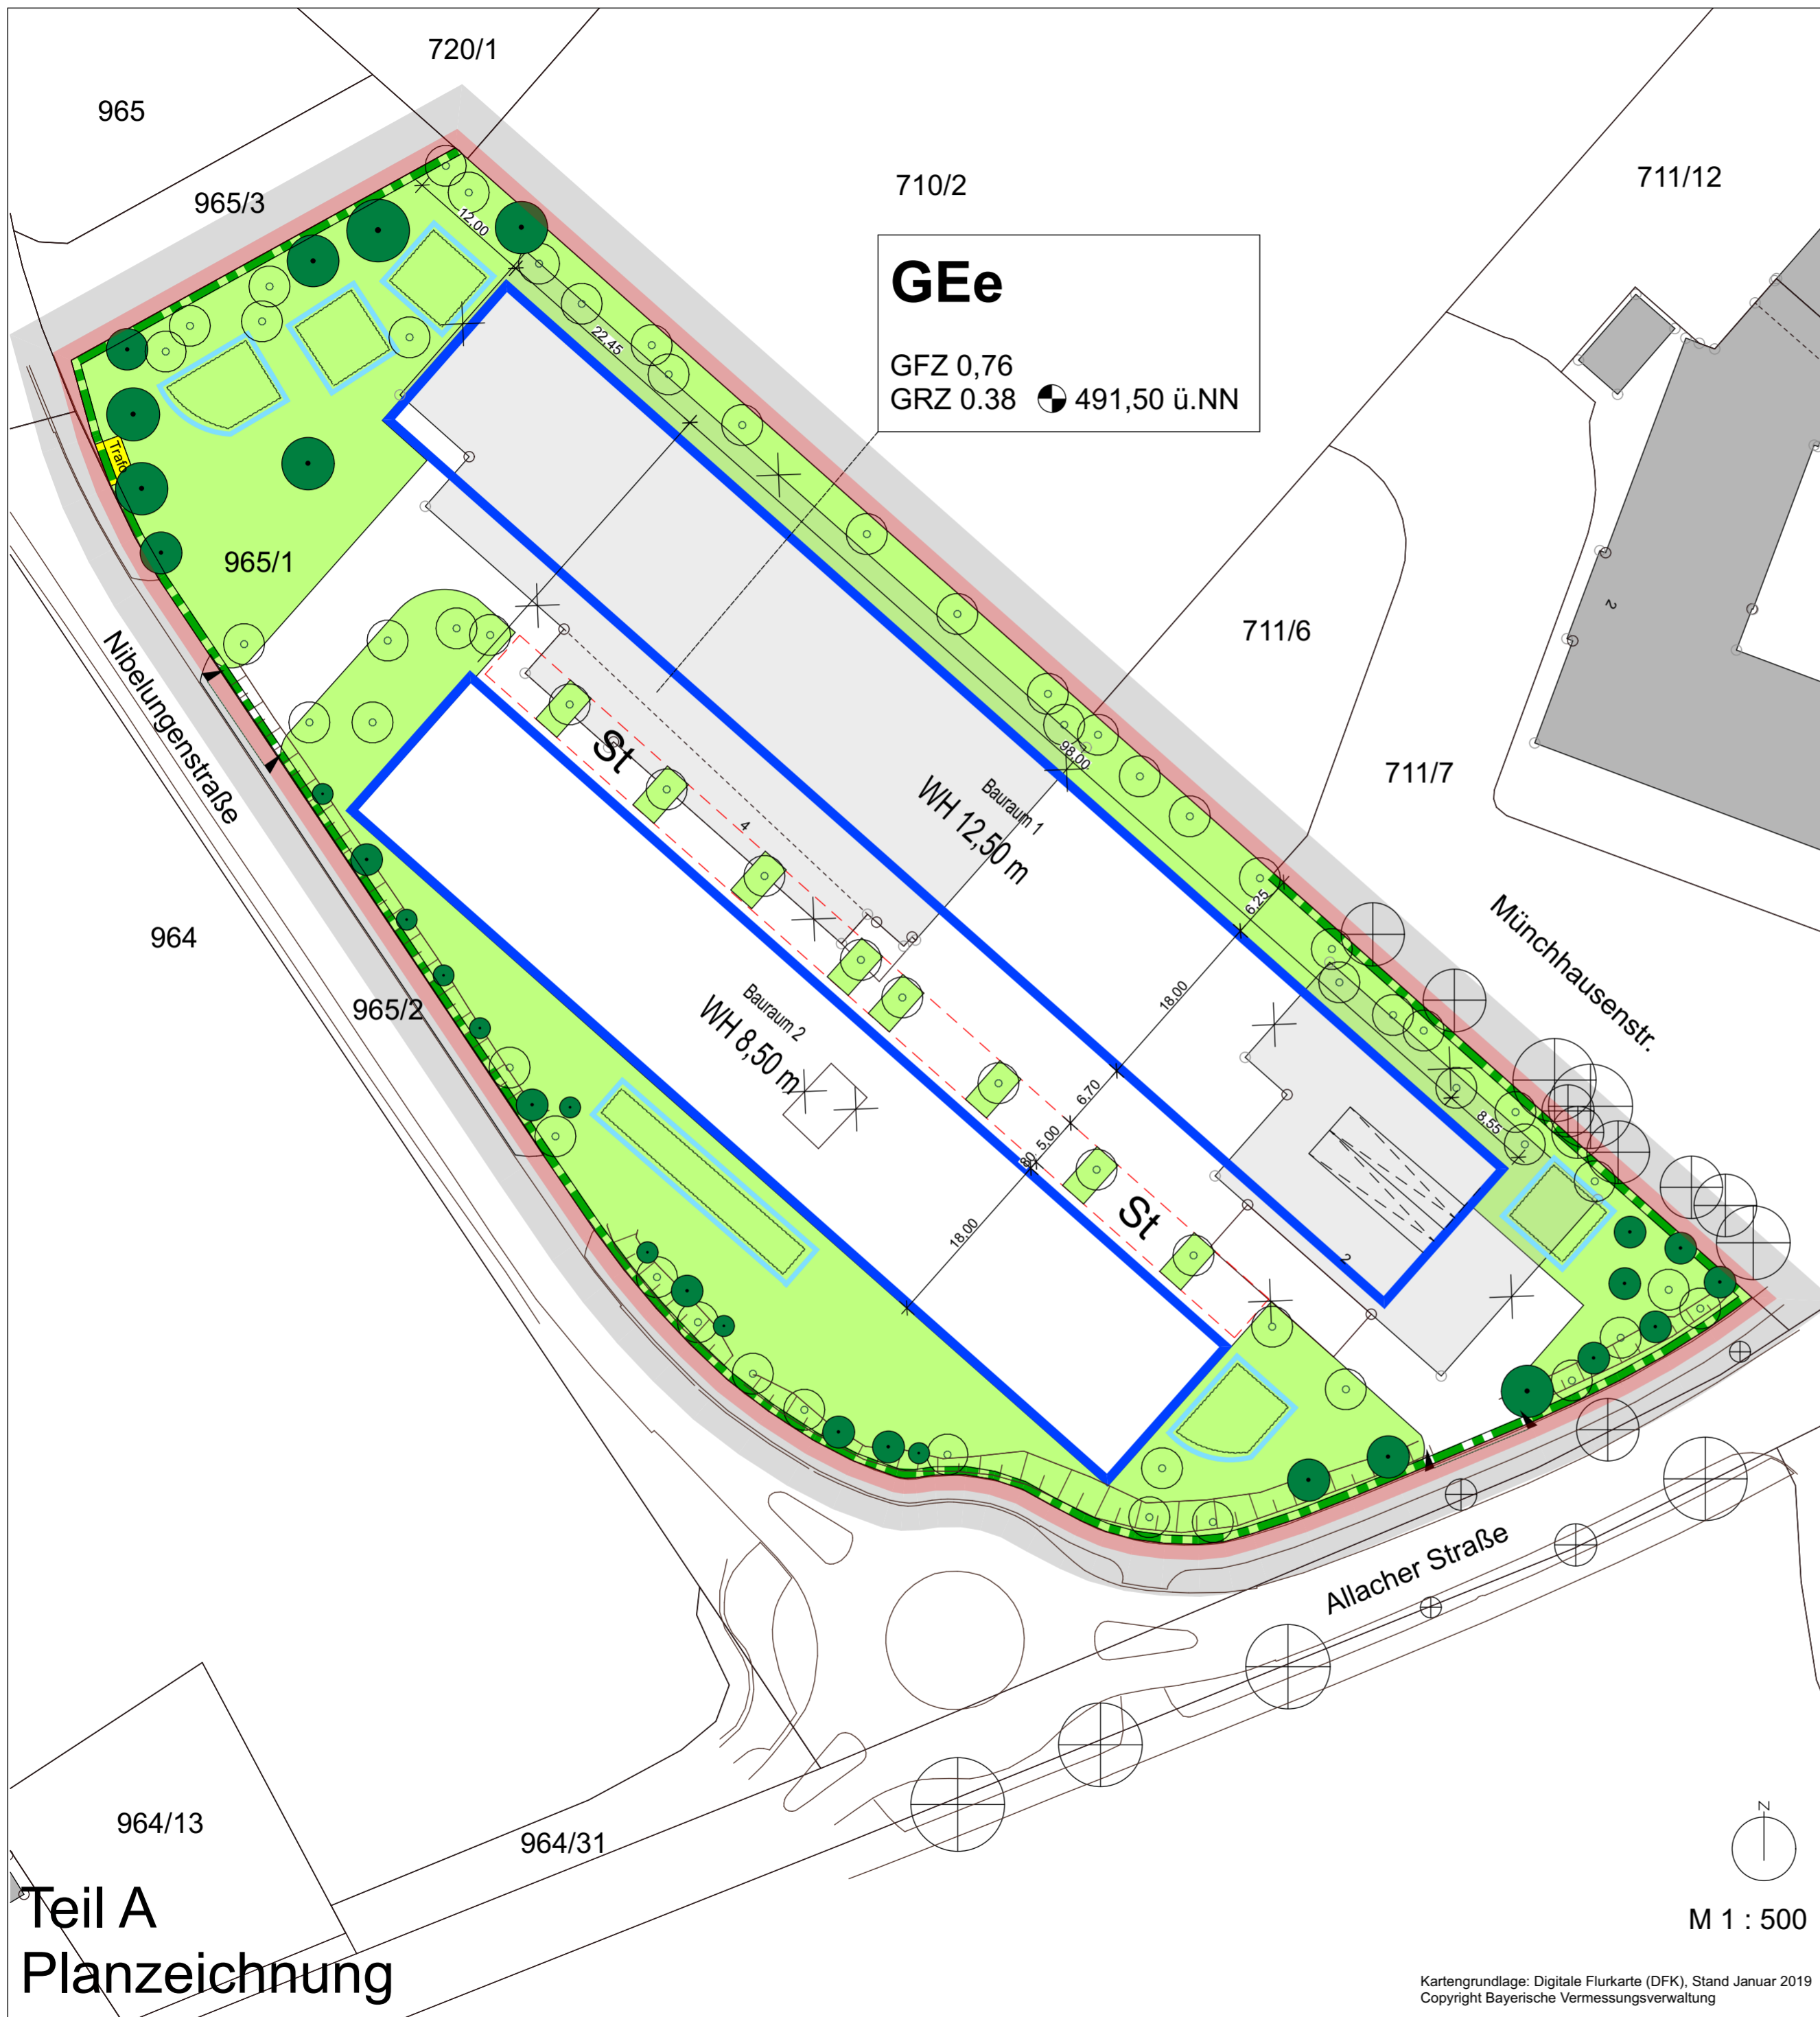 720/1
965
965/3
710/2
711/12
GEe
GFZ 0,76
GRZ 0.38 491,50 ü.NN
12,00
22,45
Trafo
965/1
Nibelungenstraße
711/6
711/7
2
St
4
98,00
Bauraum 1
WH 12,50 m
6,25
Münchhausenstr.
964
965/2
Bauraum 2
WH 8,50 m
18,00
6,70
5,00
80
8,55
St
2
18,00
Allacher Straße
964/13
964/31
N
Teil A
Planzeichnung
M 1 : 500
Kartengrundlage: Digitale Flurkarte (DFK), Stand Januar 2019
Copyright Bayerische Vermessungsverwaltung